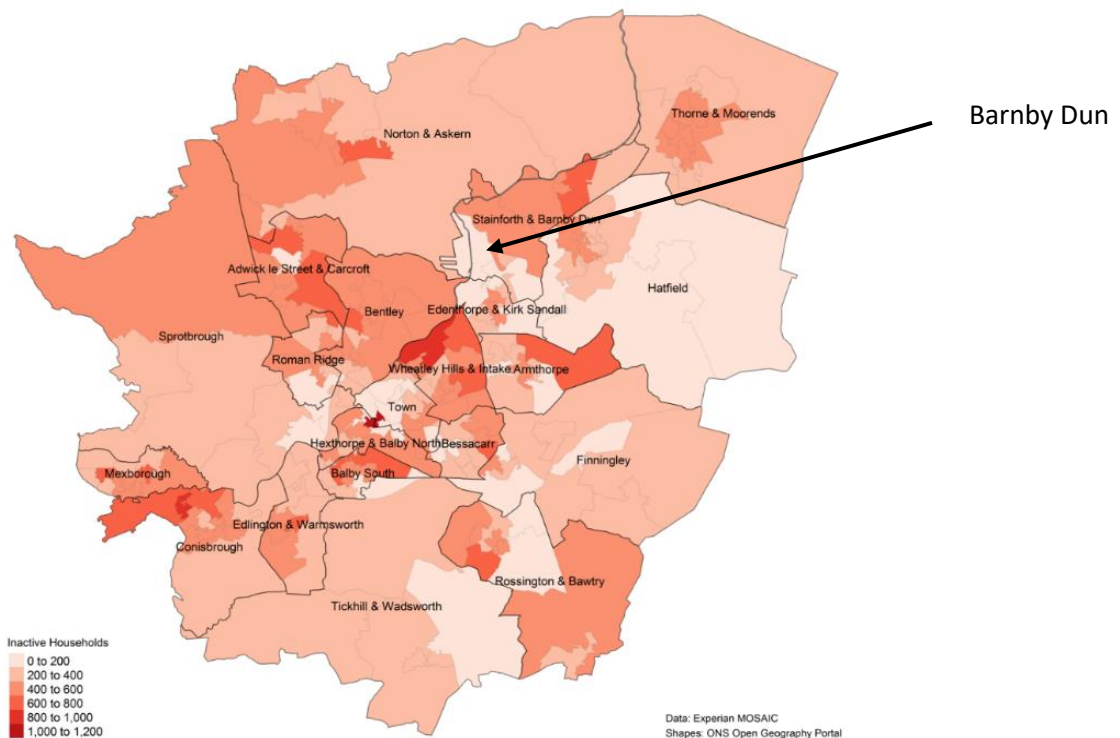 Barnby Dun
Thorne & Moorends
Norton & Askern
Stainforth & Barnby Dun
Adwick le Street & Carcroft
Hatfield
Bentley
Edenthorpe & Kirk Sandall
Sprotbrough
Roman Ridge
Wheatley Hills & Intake
Armthorpe
Town
Hexthorpe & Balby North
Bessacarr
Finningley
Mexborough
Balby South
Edlington & Warmsworth
Conisbrough
Rossington & Bawtry
Tickhill & Wadsworth
Inactive Households
0 to 200
200 to 400
400 to 600
600 to 800
800 to 1,000
1,000 to 1,200
Data: Experian MOSAIC
Shapes: ONS Open Geography Portal